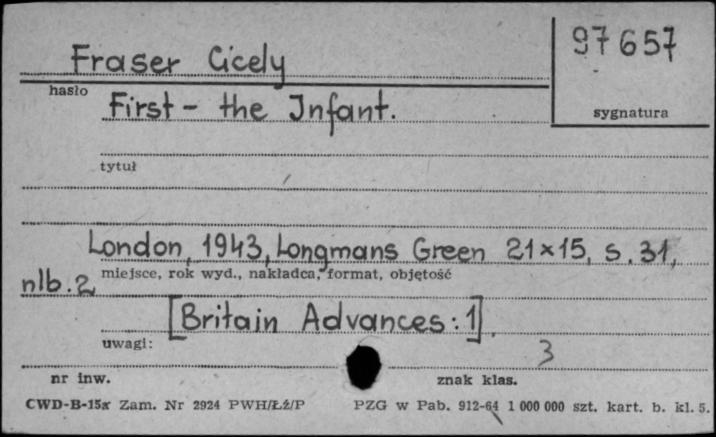 97657
Fraser Cicely
hasło
First - the Infant.
sygnatura
tytuł
London, 1943, Longmans Green 21×15, s. 31,
miejsce, rok wyd., nakładca, format, objętość
nlb. 2
[Britain Advances: 1].
uwagi:
3
nr inw.
znak klas.
CWD-B-15x Zam. Nr 2924 PWH/Łź/P PZG w Pab. 912-64 1 000 000 szt. kart. b. kl. 5.